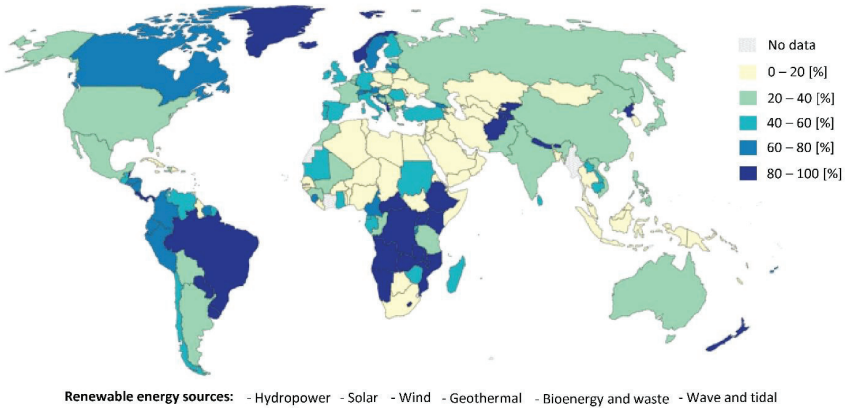 No data
0 – 20 [%]
20 – 40 [%]
40 – 60 [%]
60 – 80 [%]
80 – 100 [%]
Renewable energy sources: - Hydropower - Solar - Wind - Geothermal - Bioenergy and waste - Wave and tidal